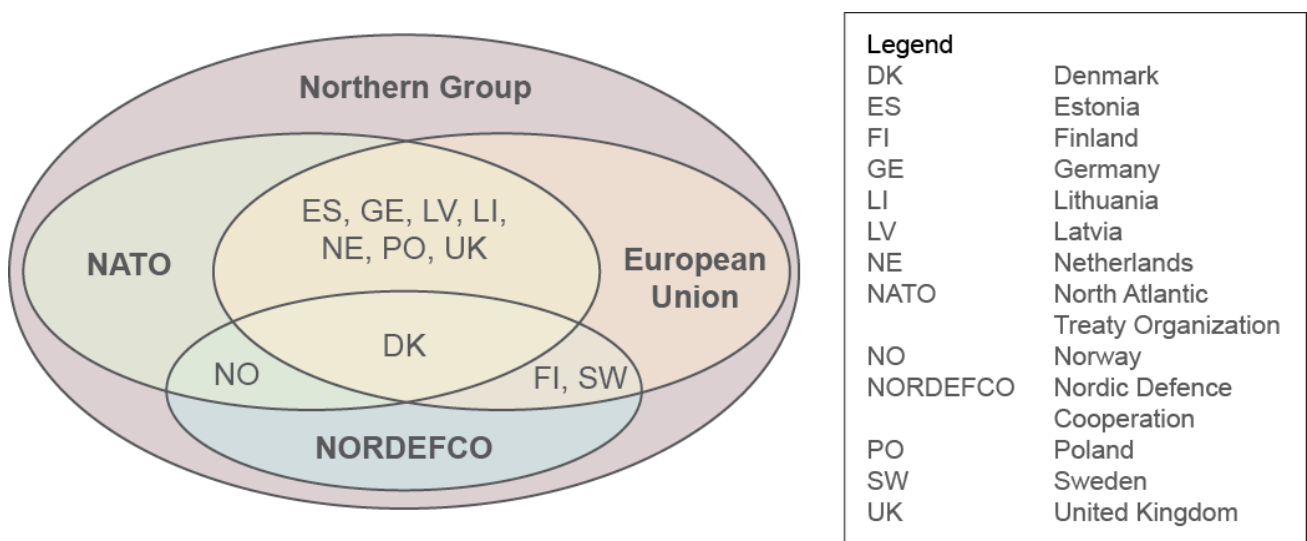 Northern Group
NATO
ES, GE, LV, LI,
NE, PO, UK
European
Union
DK
NO
FI, SW
NORDEFCO
Legend
DK Denmark
ES Estonia
FI Finland
GE Germany
LI Lithuania
LV Latvia
NE Netherlands
NATO North Atlantic
Treaty Organization
NO Norway
NORDEFCO Nordic Defence
Cooperation
PO Poland
SW Sweden
UK United Kingdom